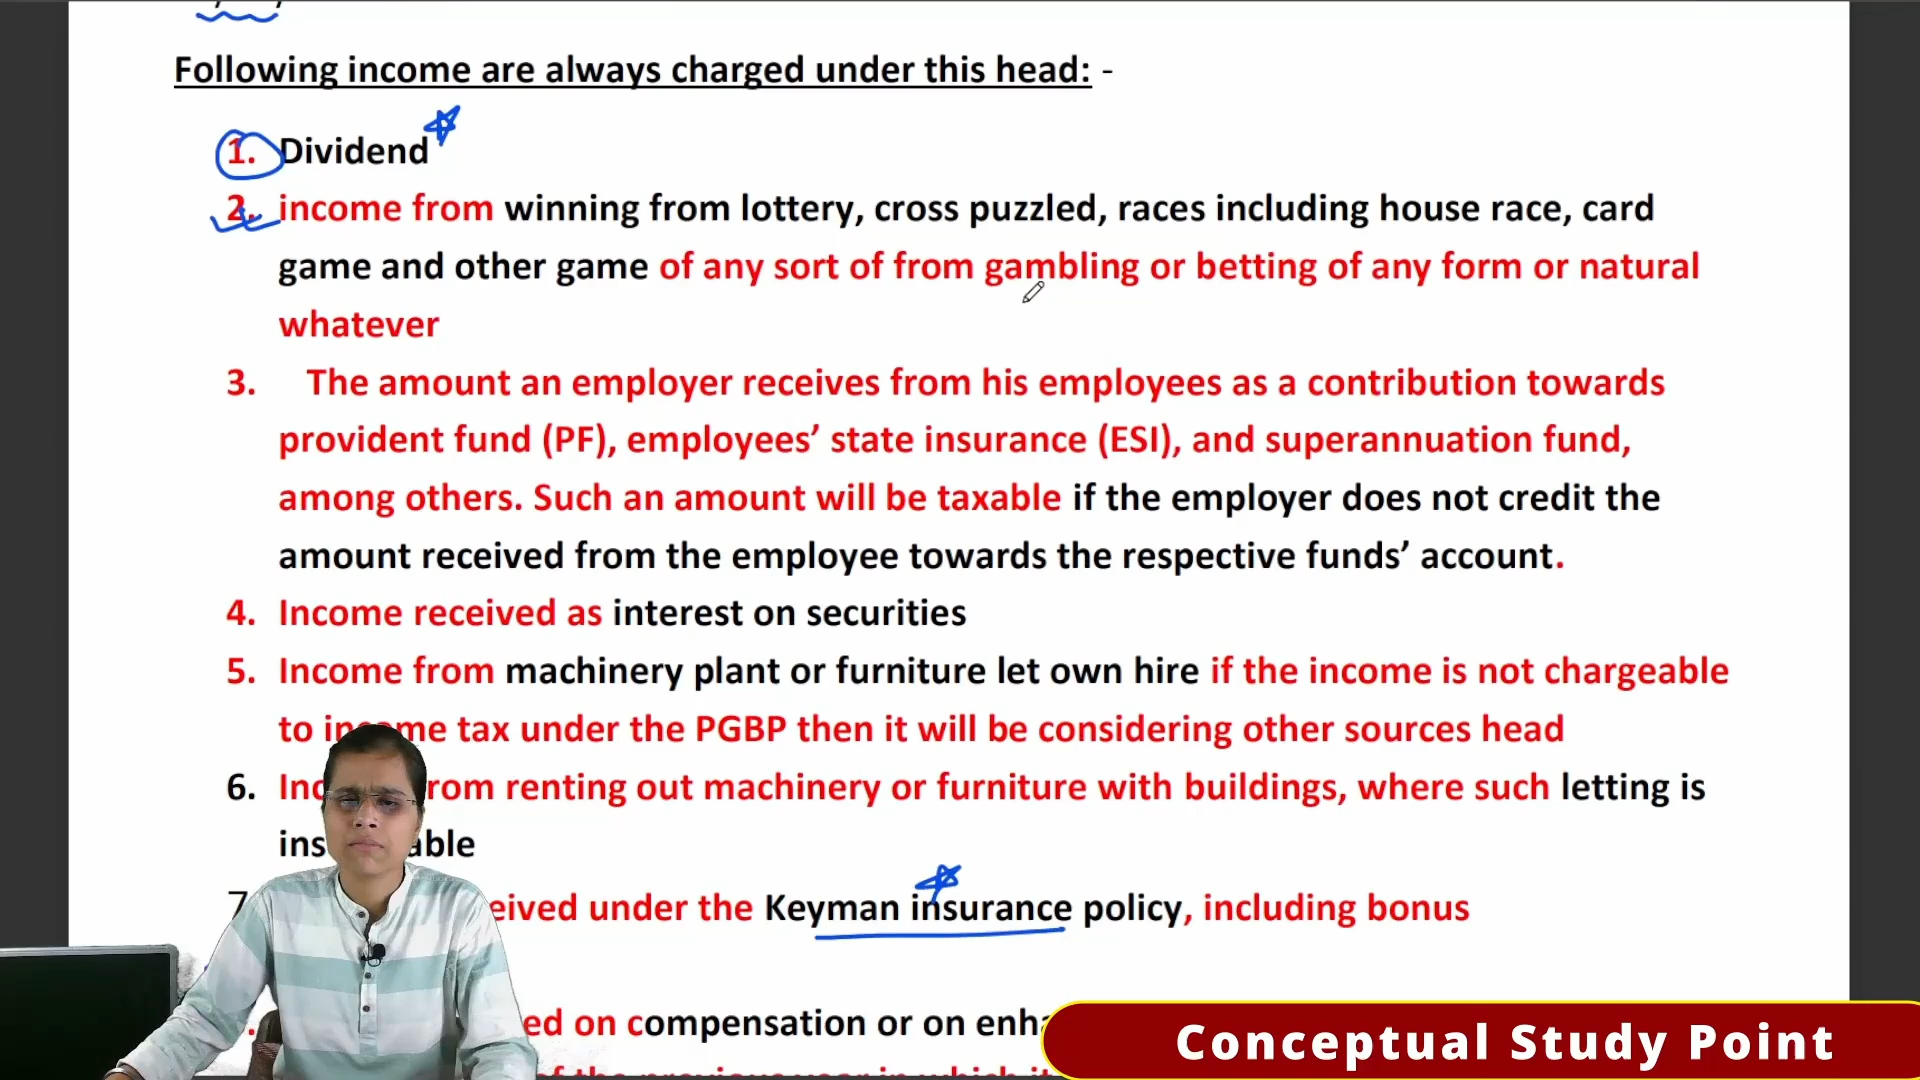 Following income are always charged under this head: -
1. Dividend
2. income from winning from lottery, cross puzzled, races including house race, card
game and other game of any sort of from gambling or betting of any form or natural
whatever
3. The amount an employer receives from his employees as a contribution towards
provident fund (PF), employees’ state insurance (ESI), and superannuation fund,
among others. Such an amount will be taxable if the employer does not credit the
amount received from the employee towards the respective funds’ account.
4. Income received as interest on securities
5. Income from machinery plant or furniture let own hire if the income is not chargeable
to income tax under the PGBP then it will be considering other sources head
6. from renting out machinery or furniture with buildings, where such letting is
7 under the Keyman insurance policy, including bonus
on compensation or on
of the previous year in which it
Conceptual Study Point